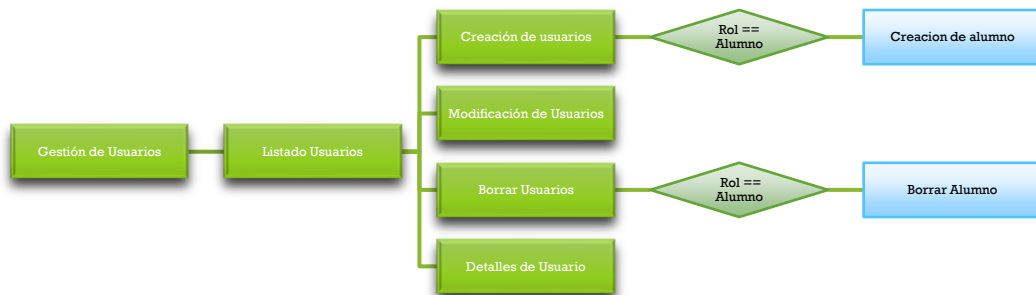 Creación de usuarios
Rol ==
Alumno
Creacion de alumno
Modificación de Usuarios
Gestión de Usuarios
Listado Usuarios
Borrar Usuarios
Rol ==
Alumno
Borrar Alumno
Detalles de Usuario